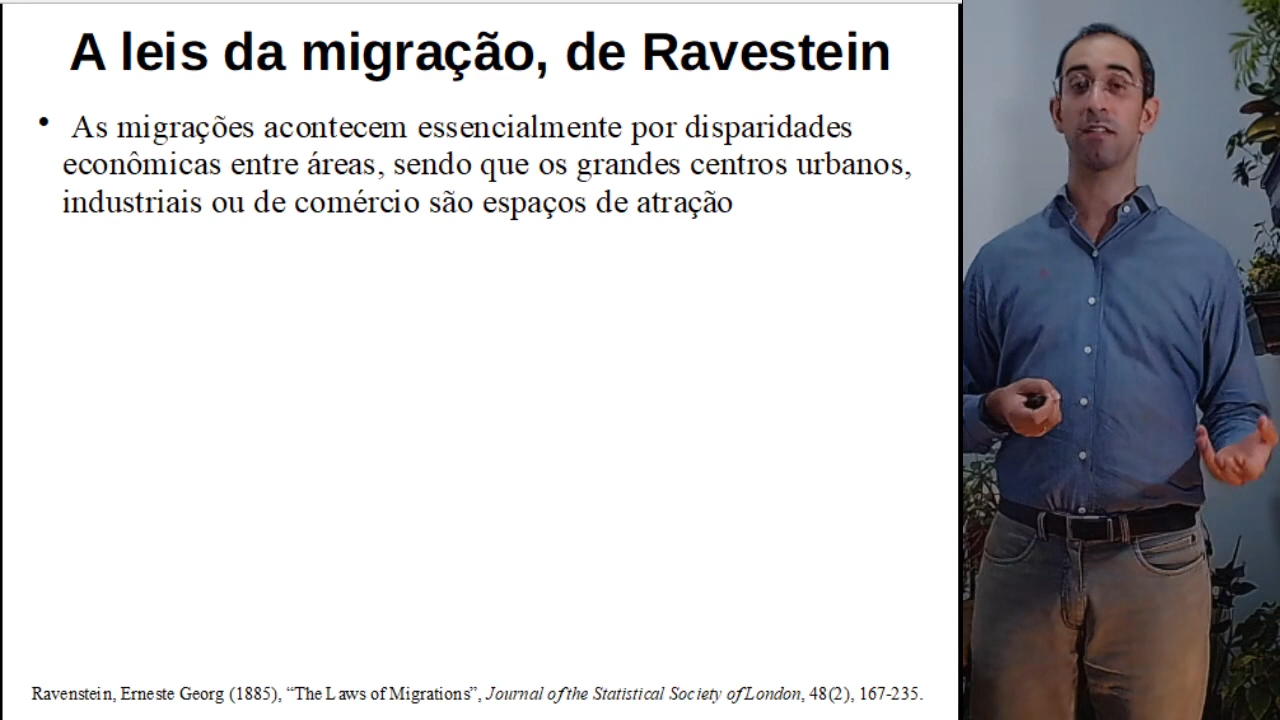 A leis da migração, de Ravestein
• As migrações acontecem essencialmente por disparidades
econômicas entre áreas, sendo que os grandes centros urbanos,
industriais ou de comércio são espaços de atração
Ravenstein, Erneste Georg (1885), “The Laws of Migrations”, Journal of the Statistical Society of London, 48(2), 167-235.